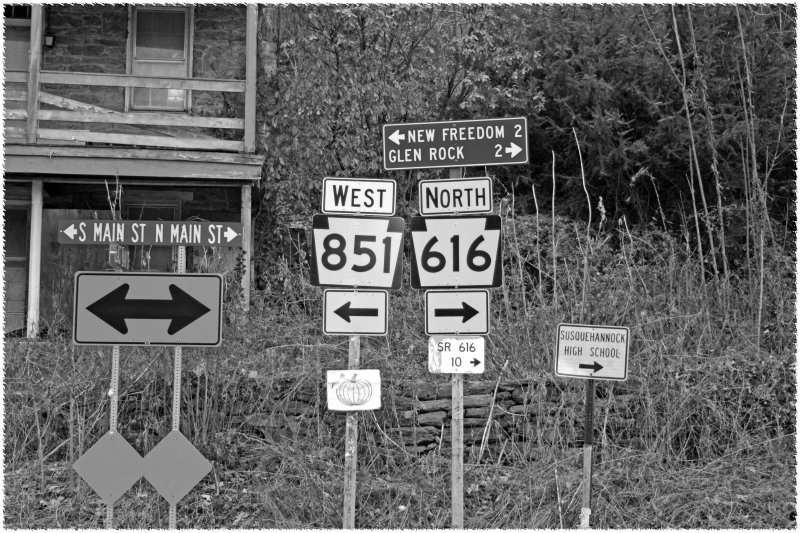 NEW FREEDOM 2
GLEN ROCK 2
WEST
NORTH
851
616
S MAIN ST N MAIN ST
SR 616
10
SUSQUEHANNOCK
HIGH SCHOOL